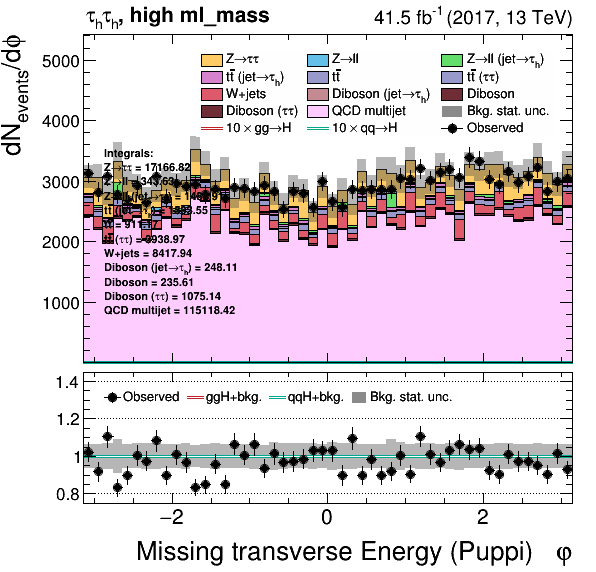 τhτh, high ml_mass
41.5 fb-1 (2017, 13 TeV)
dNevents/dϕ
5000
4000
3000
2000
1000
Z→ττ
Z→ll
Z→ll (jet→τh)
tt̄ (jet→τh)
tt̄
tt̄ (ττ)
W+jets
Diboson (jet→τh)
Diboson
Diboson (ττ)
QCD multijet
Bkg. stat. unc.
10 × gg→H
10 × qq→H
Observed
Integrals:
Z→ττ = 17166.82
W+jets = 8417.94
Diboson (jet→τh) = 248.11
Diboson = 235.61
Diboson (ττ) = 1075.14
QCD multijet = 115118.42
1.4
1.2
1
0.8
Observed
ggH+bkg.
qqH+bkg.
Bkg. stat. unc.
−2
0
2
Missing transverse Energy (Puppi) φ